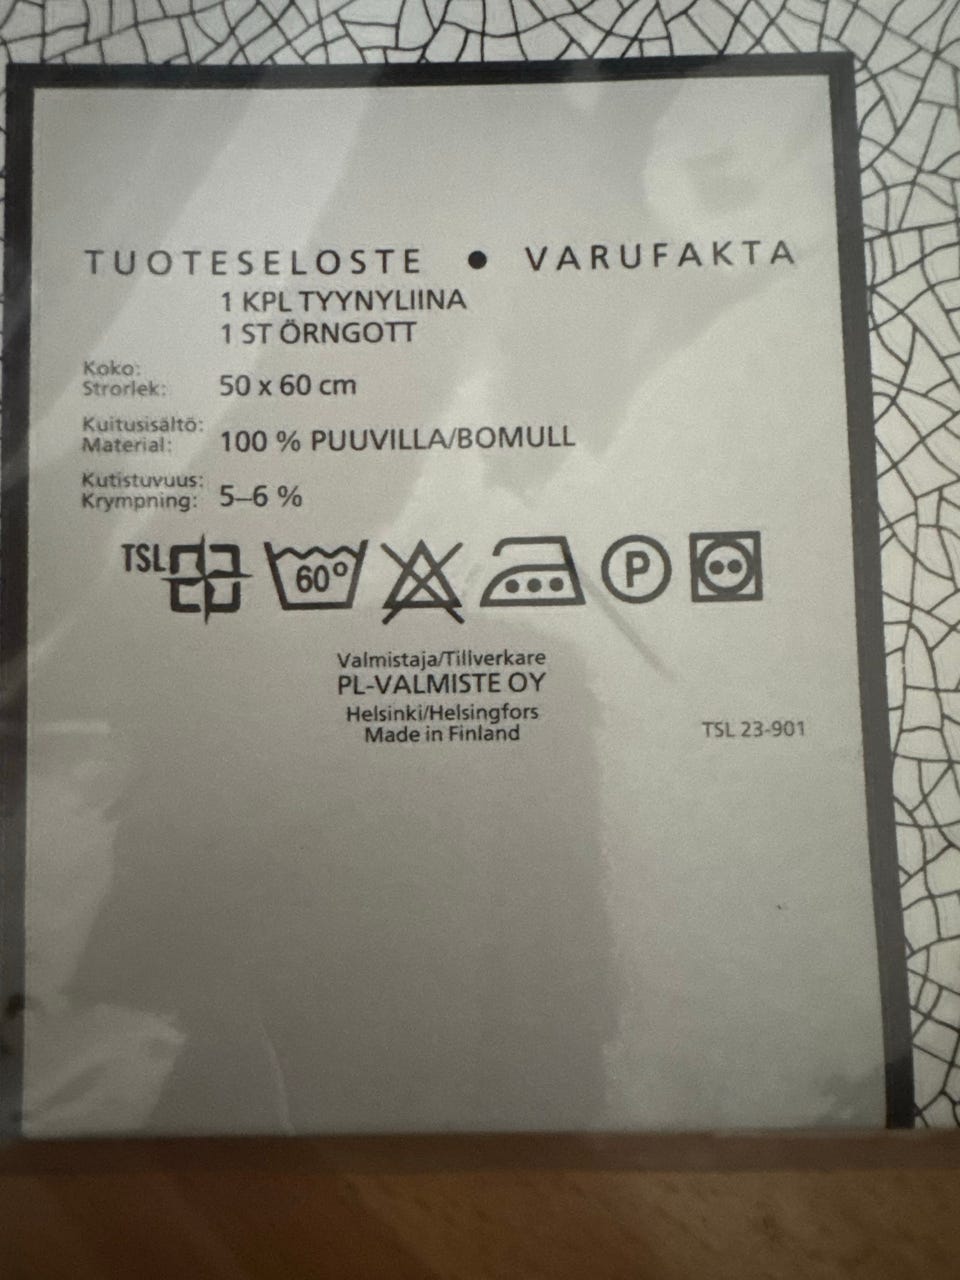 TUOTESELOSTE ● VARUFAKTA
1 KPL TYYNYLIINA
1 ST ÖRNGOTT
Koko:
Strorlek: 50 x 60 cm
Kuitusisältö:
Material: 100 % PUUVILLA/BOMULL
Kutistuvuus:
Krympning: 5–6 %
TSL 60° P
Valmistaja/Tillverkare
PL-VALMISTE OY
Helsinki/Helsingfors
Made in Finland
TSL 23-901